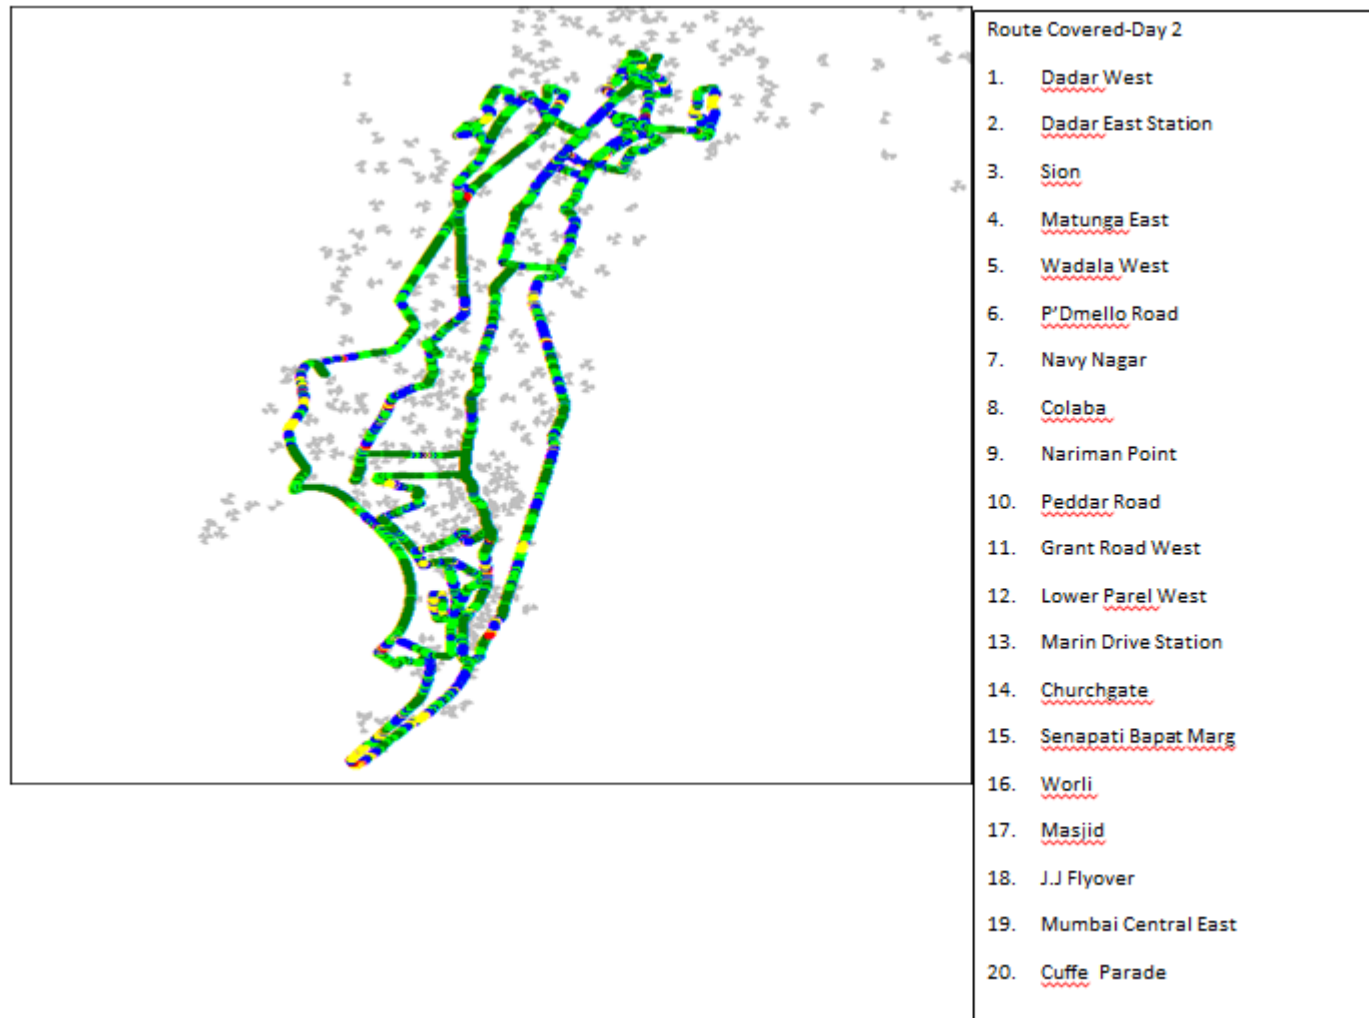 Route Covered-Day 2
1. Dadar West
2. Dadar East Station
3. Sion
4. Matunga East
5. Wadala West
6. P'Dmello Road
7. Navy Nagar
8. Colaba
9. Nariman Point
10. Peddar Road
11. Grant Road West
12. Lower Parel West
13. Marin Drive Station
14. Churchgate
15. Senapati Bapat Marg
16. Worli
17. Masjid
18. J.J Flyover
19. Mumbai Central East
20. Cuffe Parade